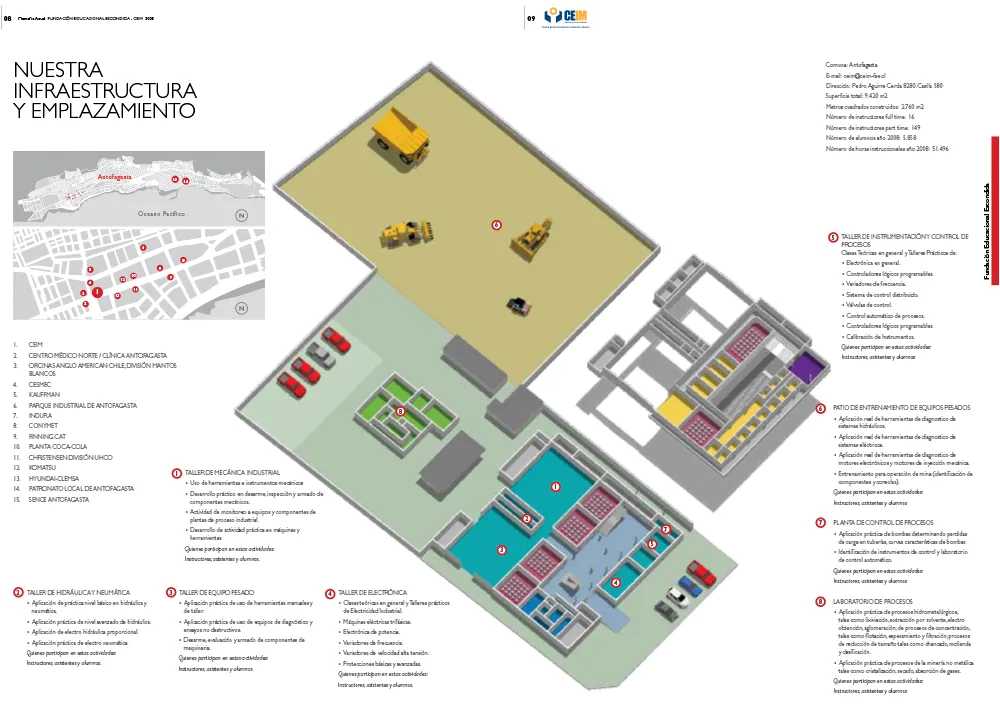 08 Memoria Anual FUNDACIÓN EDUCACIONAL ESCONDIDA . CEIM 2008
09
CEIM
NUESTRA
INFRAESTRUCTURA
Y EMPLAZAMIENTO
Comuna: Antofagasta
E-mail: ceim@ceim-fee.cl
Dirección: Pedro Aguirre Cerda 8280. Casilla 580
Superficie total: 9.420 m2
Metros cuadrados construidos: 2.760 m2
Número de instructores full time: 16
Número de instructores part time: 149
Número de alumnos año 2008: 5.858
Número de horas instruccionales año 2008: 51.496
Fundación Educacional Escondida
Antofagasta
Oceano Pacífico
N
N
1. CEIM
2. CENTRO MÉDICO NORTE / CLÍNICA ANTOFAGASTA
3. OFICINAS ANGLO AMERICAN CHILE, DIVISIÓN MANTOS
BLANCOS
4. CESMEC
5. KAUFFMAN
6. PARQUE INDUSTRIAL DE ANTOFAGASTA
7. INDURA
8. CONYMET
9. FINNING CAT
10. PLANTA COCA-COLA
11. CHRISTENSEN DIVISIÓN UHCO
12. KOMATSU
13. HYUNDAI-CLEMSA
14. PATRONATO LOCAL DE ANTOFAGASTA
15. SENCE ANTOFAGASTA
1 TALLER DE MECÁNICA INDUSTRIAL
• Uso de herramientas e instrumentos mecánicos
• Desarrollo práctico en desarme, inspección y armado de
componentes mecánicos.
• Actividad de monitoreo a equipos y componentes de
plantas de proceso industrial.
• Desarrollo de actividad práctica en máquinas y
herramientas
Quienes participan en estas actividades
Instructores, asistentes y alumnos.
2 TALLER DE HIDRÁULICA Y NEUMÁTICA
• Aplicación de práctica nivel básico en hidráulica y
neumática.
• Aplicación de práctica nivel avanzado de hidráulica.
• Aplicación de electro hidráulica proporcional.
• Aplicación práctica de electro neumática.
Quienes participan en estas actividades:
Instructores, asistentes y alumnos.
3 TALLER DE EQUIPO PESADO
• Aplicación práctica de uso de herramientas manuales y
de taller.
• Aplicación práctica de uso de equipos de diagnóstico y
ensayos no destructivos.
• Desarme, evaluación y armado de componentes de
maquinaria.
Quienes participan en estas actividades:
Instructores, asistentes y alumnos.
4 TALLER DE ELECTRÓNICA
• Clases teóricas en general y Talleres prácticos
de Electricidad Industrial.
• Máquinas eléctricas trifásicas.
• Electrónica de potencia.
• Variadores de frecuencia.
• Variadores de velocidad alta tensión.
• Protecciones básicas y avanzadas.
Quienes participan en estas actividades:
Instructores, asistentes y alumnos.
5 TALLER DE INSTRUMENTACIÓN Y CONTROL DE
PROCESOS
Clases Teóricas en general y Talleres Prácticos de:
• Electrónica en general.
• Controladores lógicos programables
• Variadores de frecuencia.
• Sistema de control distribuido.
• Válvulas de control.
• Control automático de procesos.
• Controladores lógicos programables.
• Calibración de Instrumentos.
Quienes participan en estas actividades:
Instructores, asistentes y alumnos
6 PATIO DE ENTRENAMIENTO DE EQUIPOS PESADOS
• Aplicación real de herramientas de diagnostico de
sistemas hidráulicos.
• Aplicación real de herramientas de diagnostico de
sistemas eléctricos.
• Aplicación real de herramientas de diagnostico de
motores electrónicos y motores de inyección mecánica.
• Entrenamiento para operación de mina (identificación de
componentes y consolas).
Quienes participan en estas actividades:
Instructores, asistentes y alumnos
7 PLANTA DE CONTROL DE PROCESOS
• Aplicación práctica de bombas determinando perdidas
de carga en tuberías, curvas características de bombas
• Identificación de instrumentos de control y laboratorio
de control automático.
Quienes participan en estas actividades:
Instructores, asistentes y alumnos
8 LABORATORIO DE PROCESOS
• Aplicación práctica de procesos hidrometalúrgicos,
tales como lixiviación, extracción por solvente, electro
obtención, aglomeración; de procesos de concentración,
tales como flotación, espesamiento y filtración; procesos
de reducción de tamaño tales como chancado, molienda
y clasificación.
• Aplicación práctica de procesos de la minería no metálica
tales como cristalización, secado, absorción de gases.
Quienes participan en estas actividades:
Instructores, asistentes y alumnos